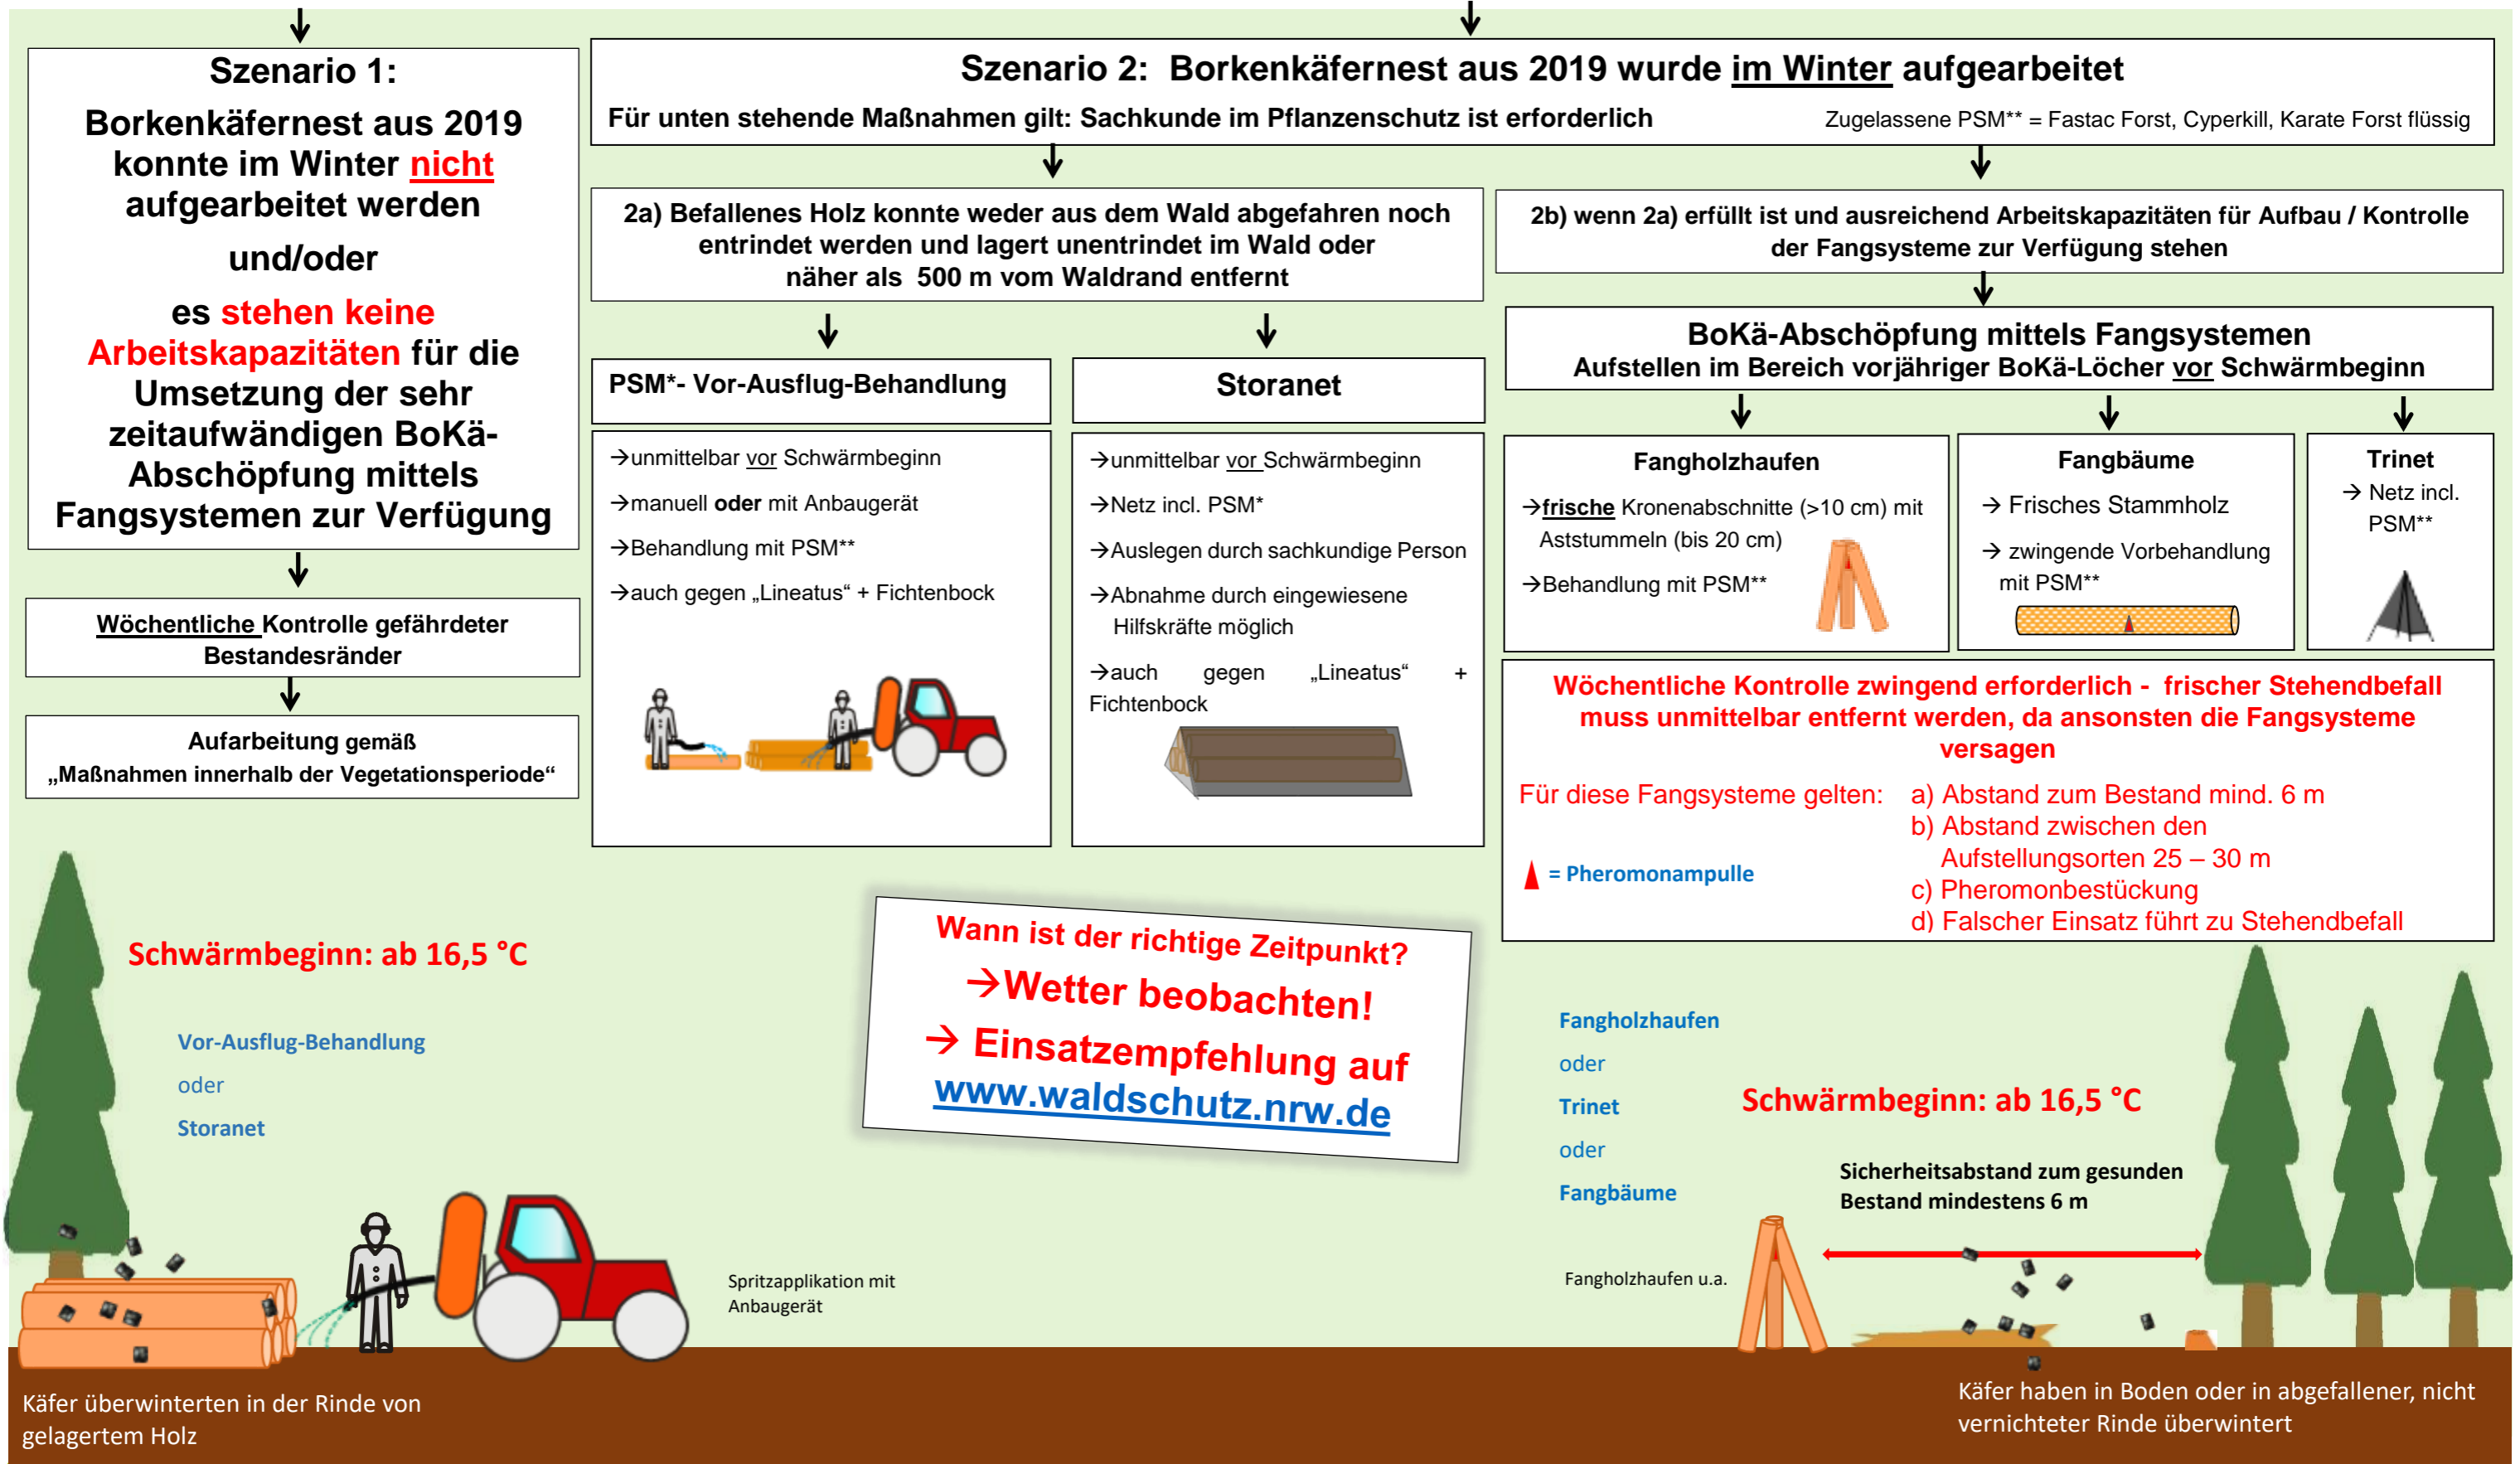 Szenario 1:
Borkenkäfernest aus 2019
konnte im Winter nicht
aufgearbeitet werden
und/oder
es stehen keine
Arbeitskapazitäten für die
Umsetzung der sehr
zeitaufwändigen BoKä-
Abschöpfung mittels
Fangsystemen zur Verfügung
Wöchentliche Kontrolle gefährdeter
Bestandesränder
Aufarbeitung gemäß
„Maßnahmen innerhalb der Vegetationsperiode“
Szenario 2: Borkenkäfernest aus 2019 wurde im Winter aufgearbeitet
Für unten stehende Maßnahmen gilt: Sachkunde im Pflanzenschutz ist erforderlich
Zugelassene PSM** = Fastac Forst, Cyperkill, Karate Forst flüssig
2a) Befallenes Holz konnte weder aus dem Wald abgefahren noch
entrindet werden und lagert unentrindet im Wald oder
näher als 500 m vom Waldrand entfernt
PSM*- Vor-Ausflug-Behandlung
→unmittelbar vor Schwärmbeginn
→manuell oder mit Anbaugerät
→Behandlung mit PSM**
→auch gegen „Lineatus“ + Fichtenbock
Storanet
→unmittelbar vor Schwärmbeginn
→Netz incl. PSM*
→Auslegen durch sachkundige Person
→Abnahme durch eingewiesene
Hilfskräfte möglich
→auch gegen „Lineatus“ +
Fichtenbock
2b) wenn 2a) erfüllt ist und ausreichend Arbeitskapazitäten für Aufbau / Kontrolle
der Fangsysteme zur Verfügung stehen
BoKä-Abschöpfung mittels Fangsystemen
Aufstellen im Bereich vorjähriger BoKä-Löcher vor Schwärmbeginn
Fangholzhaufen
→frische Kronenabschnitte (>10 cm) mit
Aststummeln (bis 20 cm)
→Behandlung mit PSM**
Fangbäume
→ Frisches Stammholz
→ zwingende Vorbehandlung
mit PSM**
Trinet
→ Netz incl.
PSM**
Wöchentliche Kontrolle zwingend erforderlich - frischer Stehendbefall
muss unmittelbar entfernt werden, da ansonsten die Fangsysteme
versagen
Für diese Fangsysteme gelten: a) Abstand zum Bestand mind. 6 m
b) Abstand zwischen den
Aufstellungsorten 25 – 30 m
c) Pheromonbestückung
d) Falscher Einsatz führt zu Stehendbefall
= Pheromonampulle
Wann ist der richtige Zeitpunkt?
→Wetter beobachten!
→ Einsatzempfehlung auf
www.waldschutz.nrw.de
Schwärmbeginn: ab 16,5 °C
Vor-Ausflug-Behandlung
oder
Storanet
Spritzapplikation mit
Anbaugerät
Käfer überwinterten in der Rinde von
gelagertem Holz
Fangholzhaufen
oder
Trinet
oder
Fangbäume
Schwärmbeginn: ab 16,5 °C
Sicherheitsabstand zum gesunden
Bestand mindestens 6 m
Fangholzhaufen u.a.
Käfer haben in Boden oder in abgefallener, nicht
vernichteter Rinde überwintert